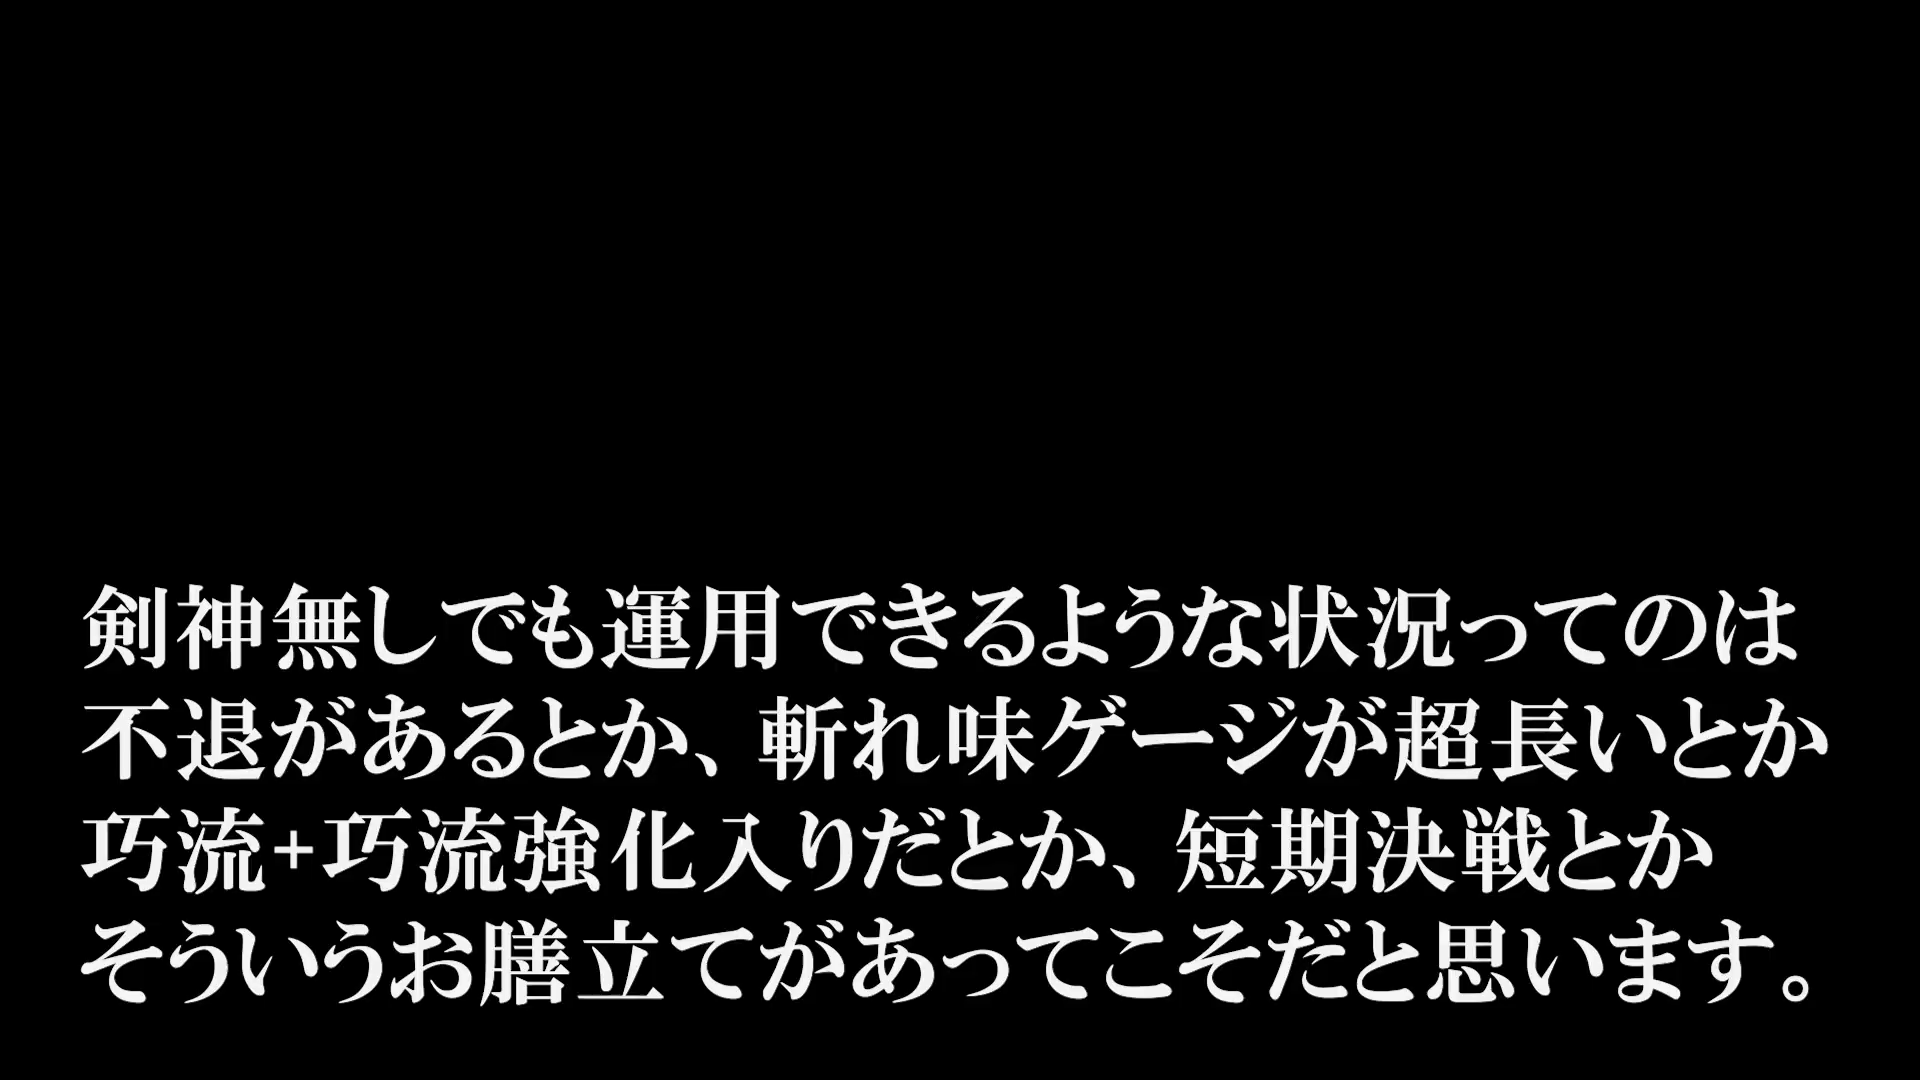 剣神無しでも運用できるような状況ってのは
不退があるとか、斬れ味ゲージが超長いとか
巧流+巧流強化入りだとか、短期決戦とか
そういうお膳立てがあってこそだと思います。